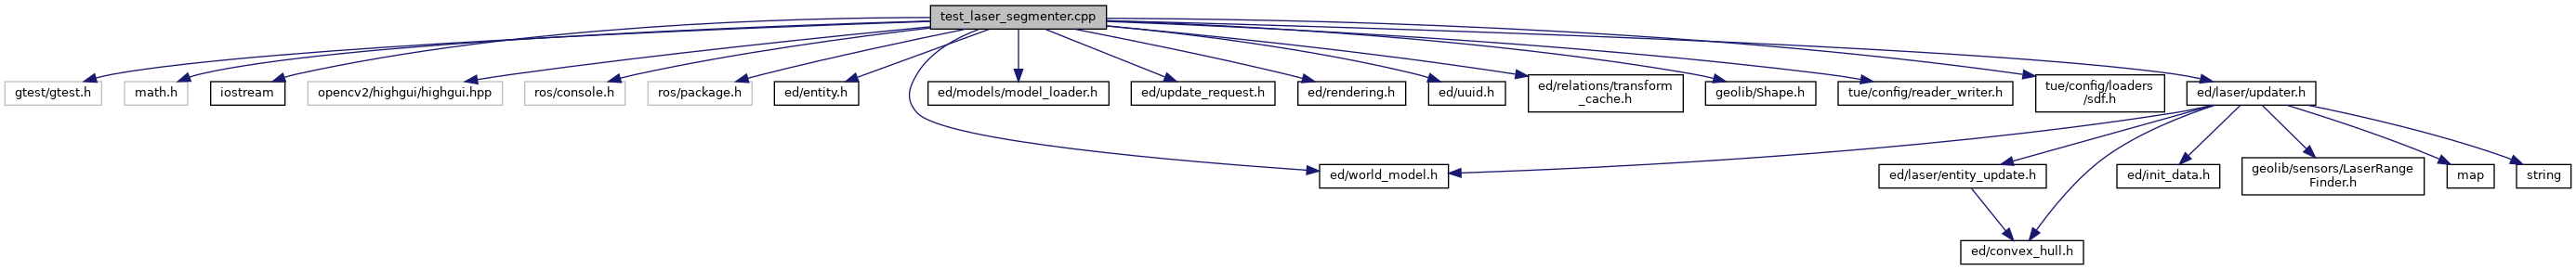 test_laser_segmenter.cpp
gtest/gtest.h
math.h
iostream
opencv2/highgui/highgui.hpp
ros/console.h
ros/package.h
ed/entity.h
ed/models/model_loader.h
ed/update_request.h
ed/rendering.h
ed/uuid.h
ed/relations/transform
_cache.h
geolib/Shape.h
tue/config/reader_writer.h
tue/config/loaders
/sdf.h
ed/laser/updater.h
ed/world_model.h
ed/laser/entity_update.h
ed/init_data.h
geolib/sensors/LaserRange
Finder.h
map
string
ed/convex_hull.h